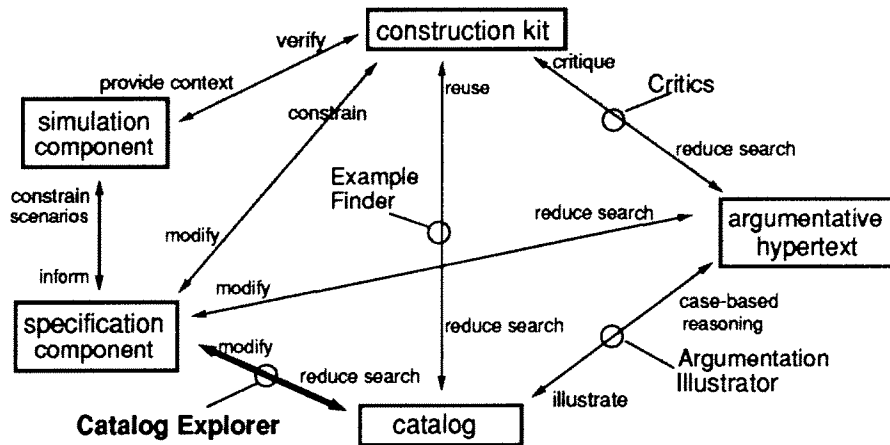 construction kit
verify
critique
Critics
provide context
reuse
simulation
component
constrain
reduce search
Example
Finder
constrain
scenarios
reduce search
argumentative
hypertext
modify
inform
modify
case-based
reasoning
specification
component
modify
reduce search
Argumentation
Illustrator
reduce search
illustrate
Catalog Explorer
catalog